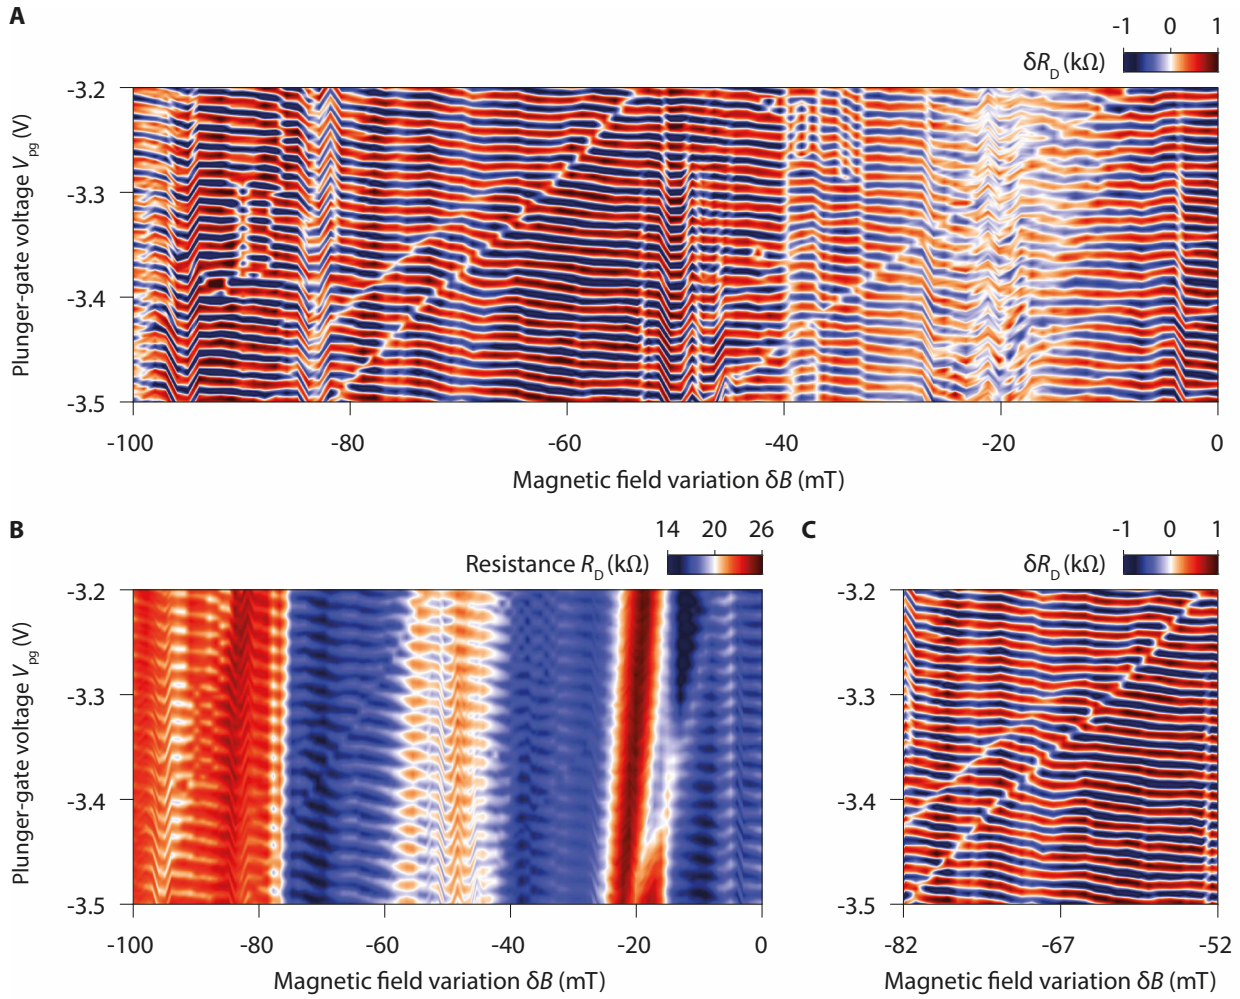 A
-1 0 1
δR_D (kΩ)
Plunger-gate voltage V_pg (V)
-3.2
-3.3
-3.4
-3.5
-100 -80 -60 -40 -20 0
Magnetic field variation δB (mT)
B
14 20 26
Resistance R_D (kΩ)
Plunger-gate voltage V_pg (V)
-3.2
-3.3
-3.4
-3.5
-100 -80 -60 -40 -20 0
Magnetic field variation δB (mT)
C
-1 0 1
δR_D (kΩ)
-3.2
-3.3
-3.4
-3.5
-82 -67 -52
Magnetic field variation δB (mT)